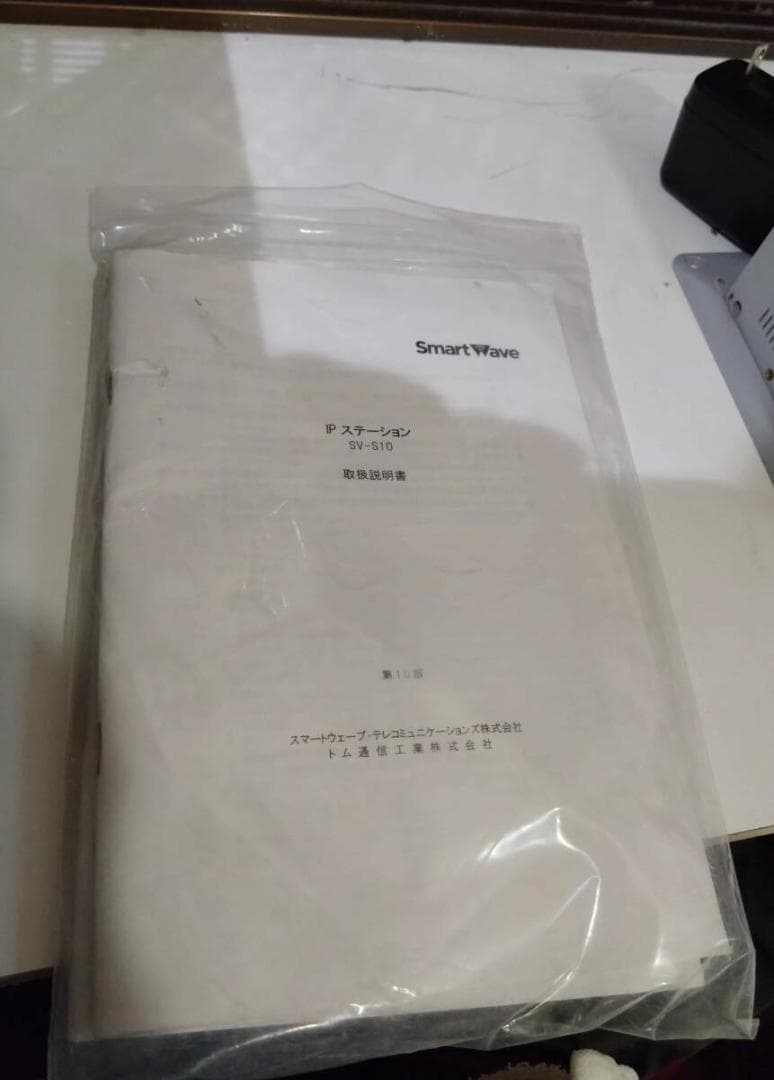 SmartWave
IP ステーション
SV-S10
取扱説明書
第10版
スマートウェーブ・テレコミュニケーションズ株式会社
トム通信工業株式会社